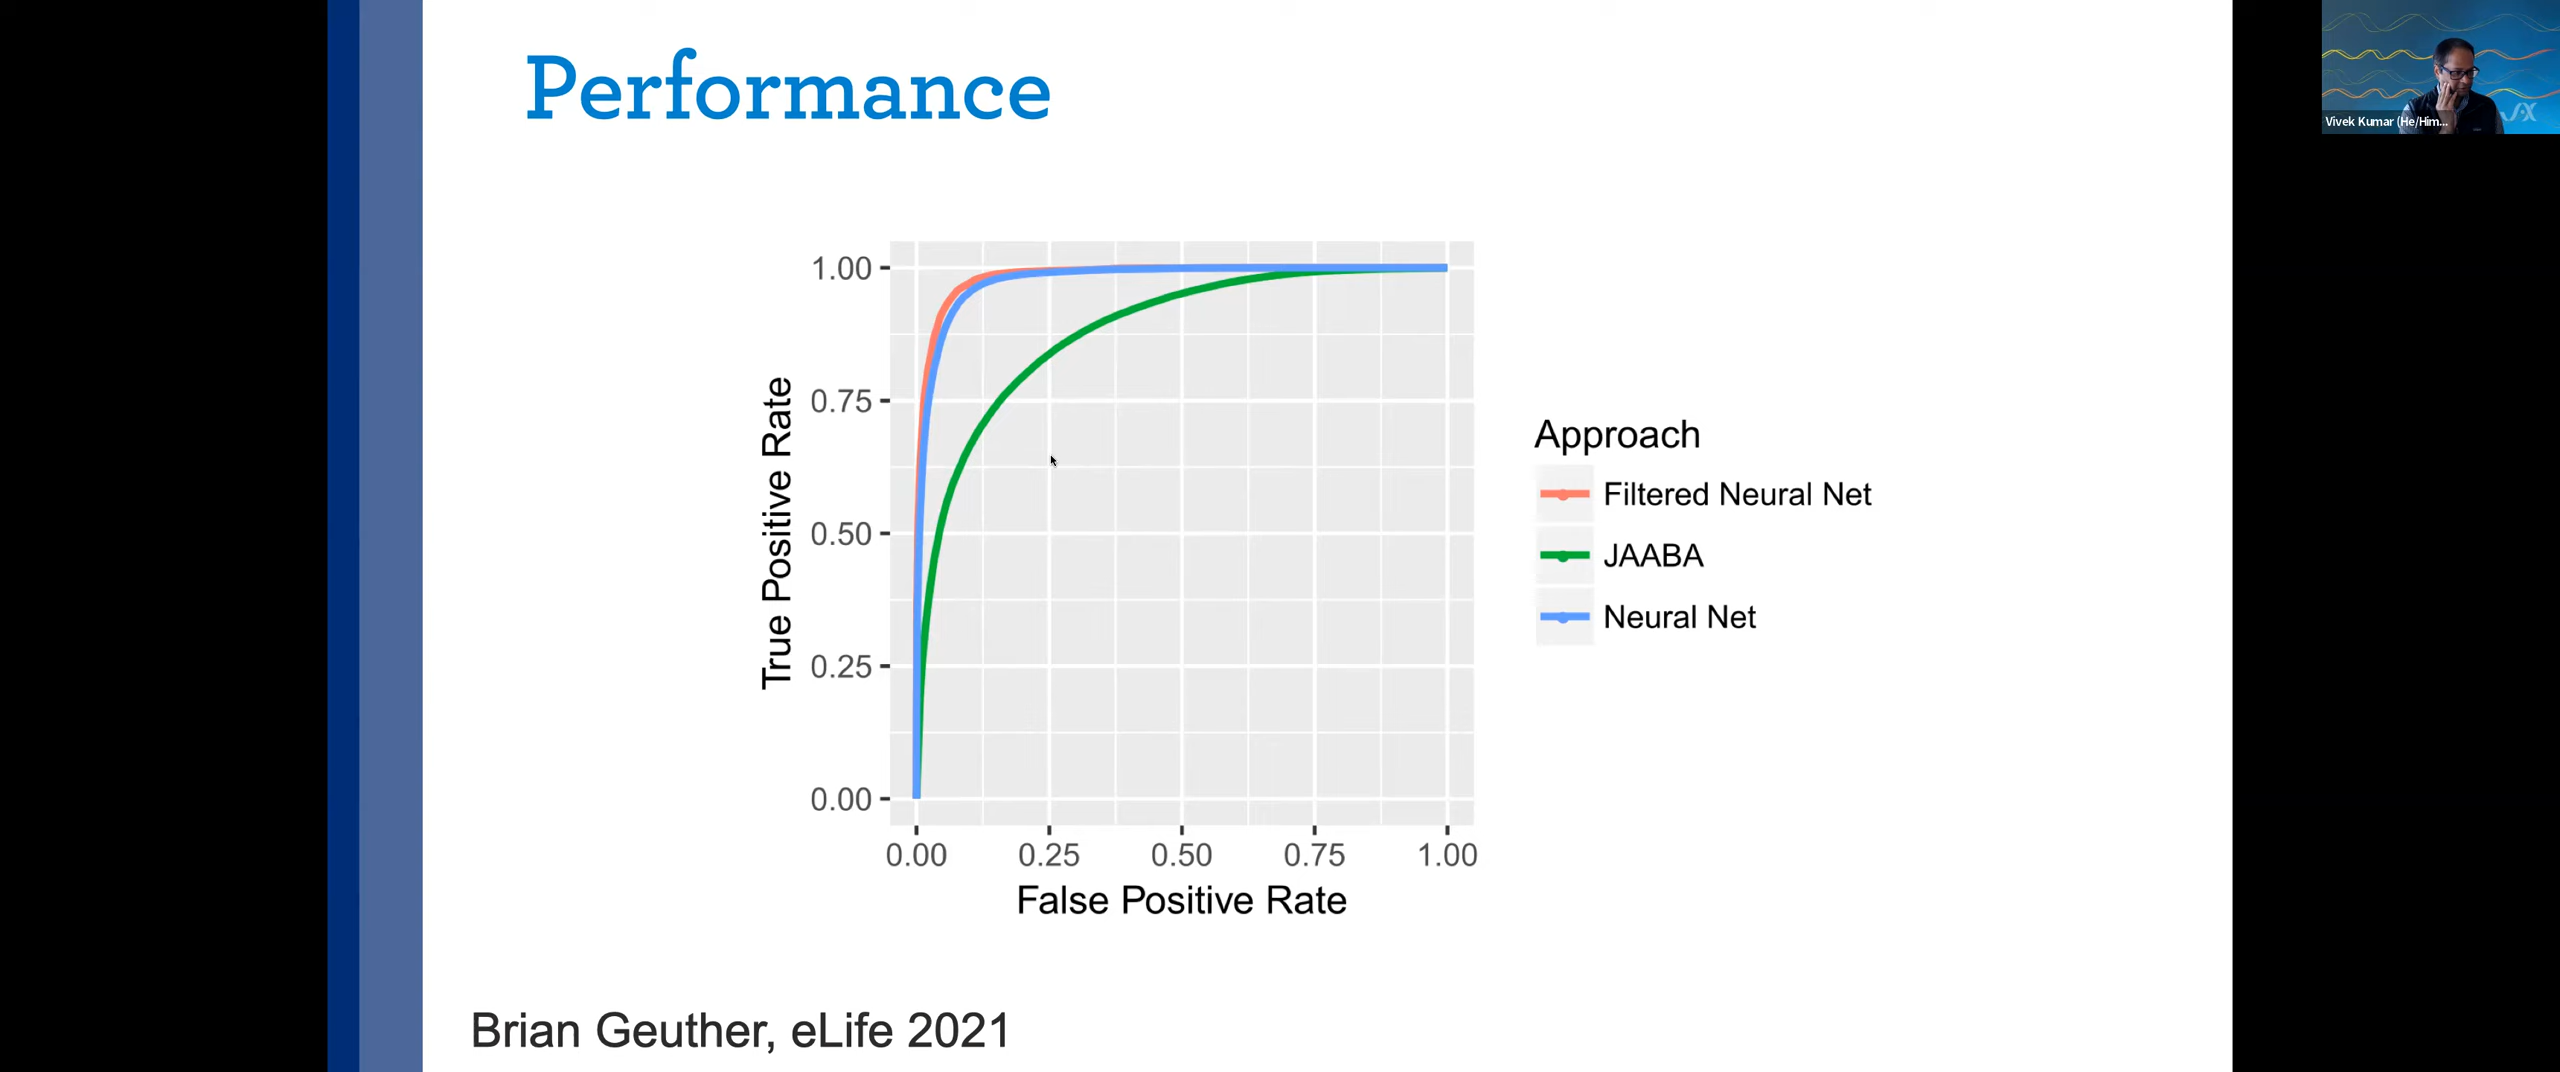 Performance
Vivek Kumar (He/Him...
1.00
0.75
0.50
0.25
0.00
True Positive Rate
0.00 0.25 0.50 0.75 1.00
False Positive Rate
Approach
Filtered Neural Net
JAABA
Neural Net
Brian Geuther, eLife 2021